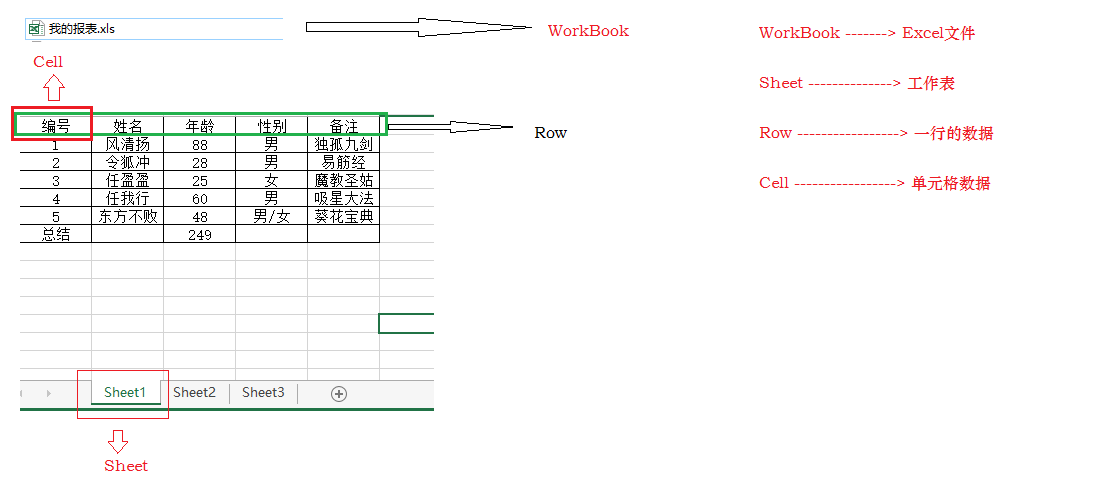 我的报表.xls
WorkBook
WorkBook -------> Excel文件
Cell
Sheet --------------> 工作表
编号 姓名 年龄 性别 备注
Row
Row -----------------> 一行的数据
1 风清扬 88 男 独孤九剑
2 令狐冲 28 男 易筋经
3 任盈盈 25 女 魔教圣姑
Cell -----------------> 单元格数据
4 任我行 60 男 吸星大法
5 东方不败 48 男/女 葵花宝典
总结 249
Sheet1 Sheet2 Sheet3
Sheet